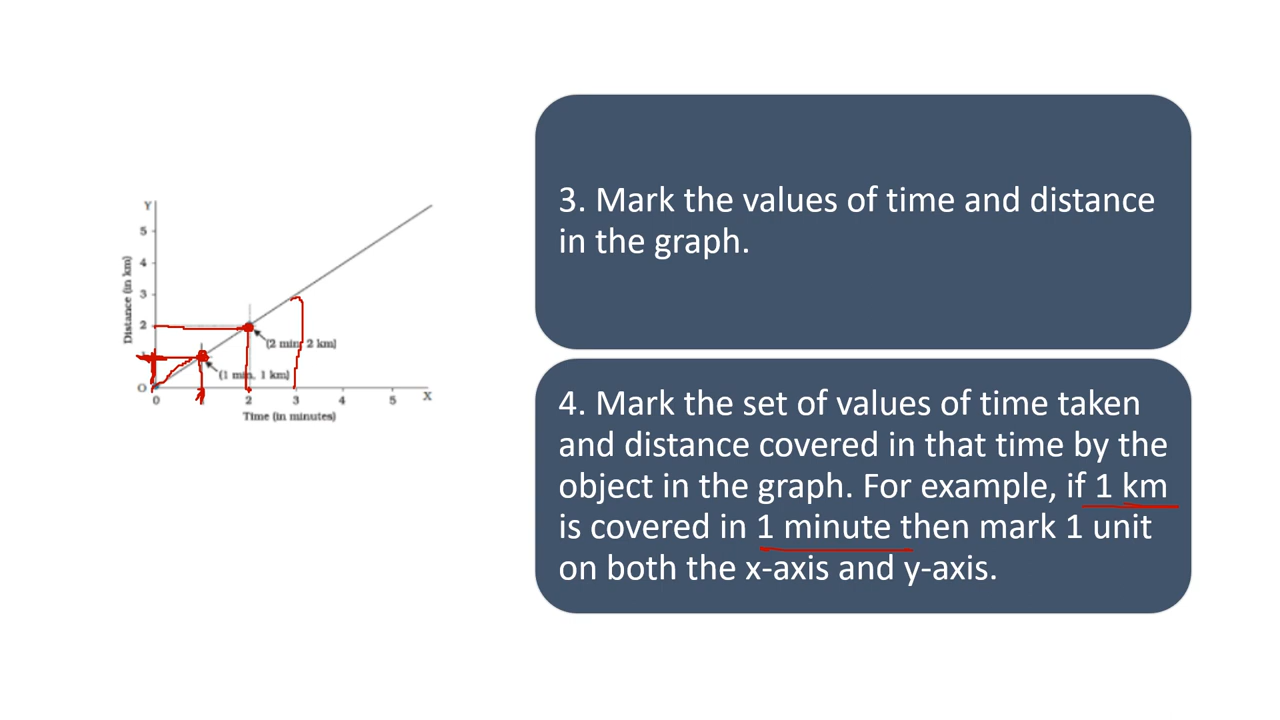 Y
5
4
3
2
O
Distance (in km)
(2 min, 2 km)
(1 min, 1 km)
0
2
3
4
5
X
Time (in minutes)
3. Mark the values of time and distance
in the graph.
4. Mark the set of values of time taken
and distance covered in that time by the
object in the graph. For example, if 1 km
is covered in 1 minute then mark 1 unit
on both the x-axis and y-axis.